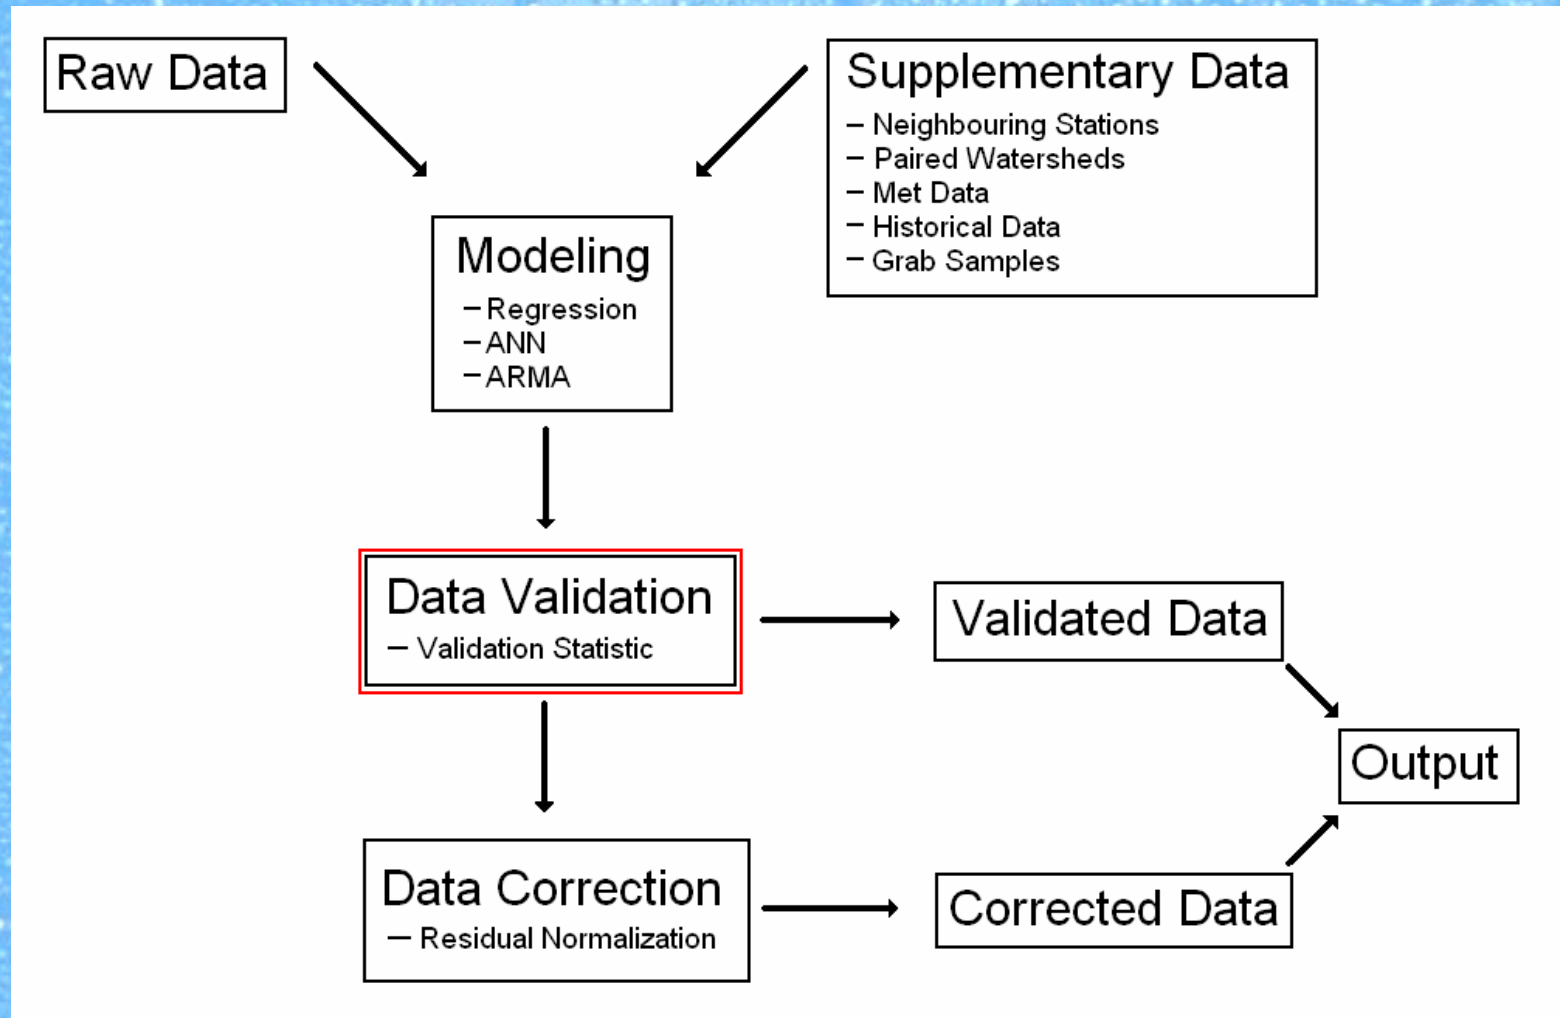 Raw Data
Supplementary Data
– Neighbouring Stations
– Paired Watersheds
– Met Data
– Historical Data
– Grab Samples
Modeling
– Regression
– ANN
– ARMA
Data Validation
– Validation Statistic
Validated Data
Output
Data Correction
– Residual Normalization
Corrected Data